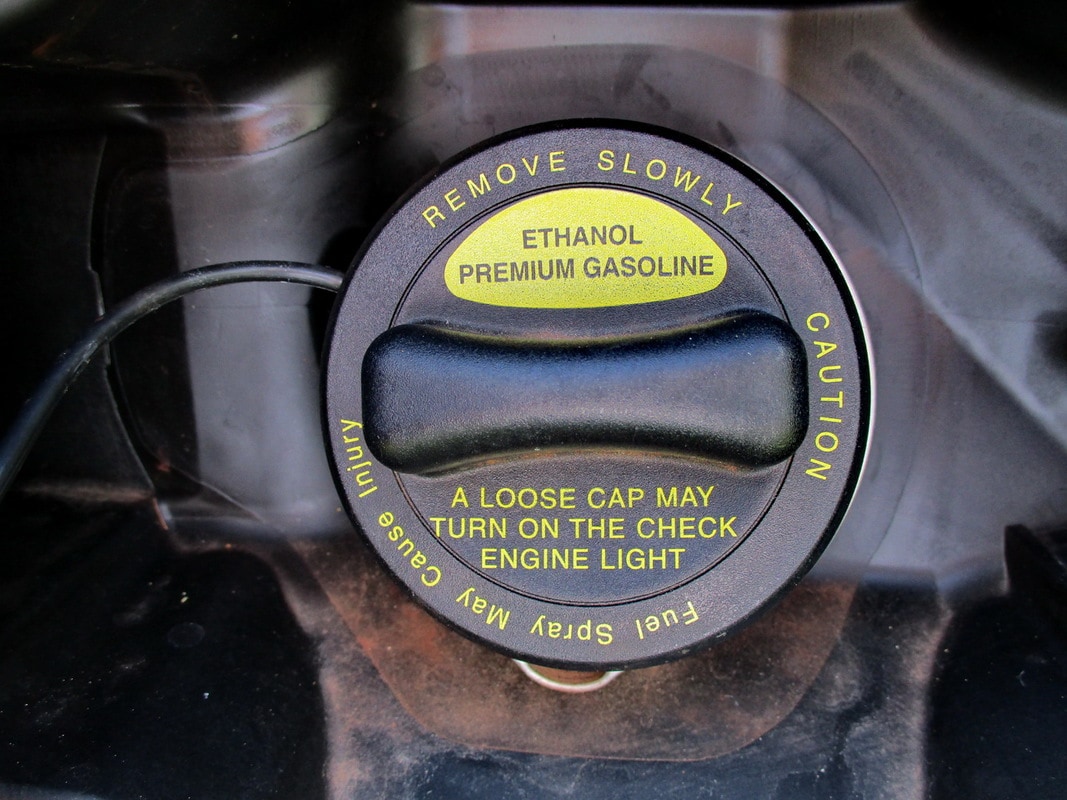 REMOVE SLOWLY
ETHANOL
PREMIUM GASOLINE
CAUTION
A LOOSE CAP MAY
TURN ON THE CHECK
ENGINE LIGHT
Fuel Spray May Cause Injury